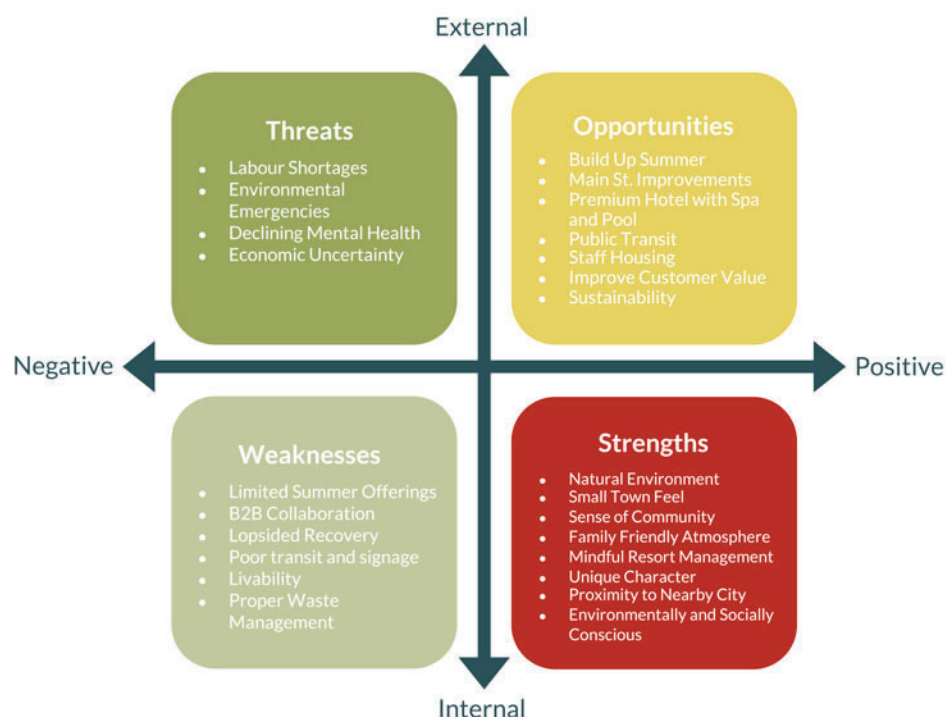 External
Threats
Labour Shortages
Environmental
Emergencies
Declining Mental Health
Economic Uncertainty
Opportunities
Build Up Summer
Main St. Improvements
Premium Hotel with Spa
and Pool
Public Transit
Staff Housing
Improve Customer Value
Sustainability
Negative
Positive
Weaknesses
Limited Summer Offerings
B2B Collaboration
Lopsided Recovery
Poor transit and signage
Livability
Proper Waste
Management
Strengths
Natural Environment
Small Town Feel
Sense of Community
Family Friendly Atmosphere
Mindful Resort Management
Unique Character
Proximity to Nearby City
Environmentally and Socially
Conscious
Internal